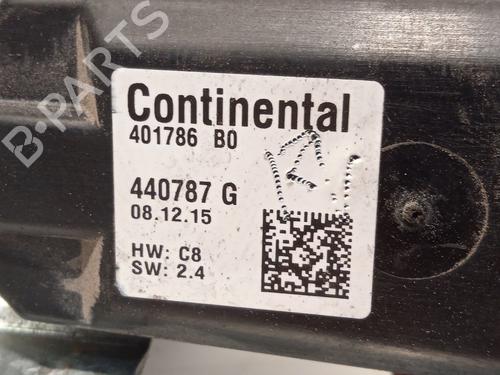 B-PARTS
Continental
401786 B0
440787 G
08.12.15
HW: C8
SW: 2.4